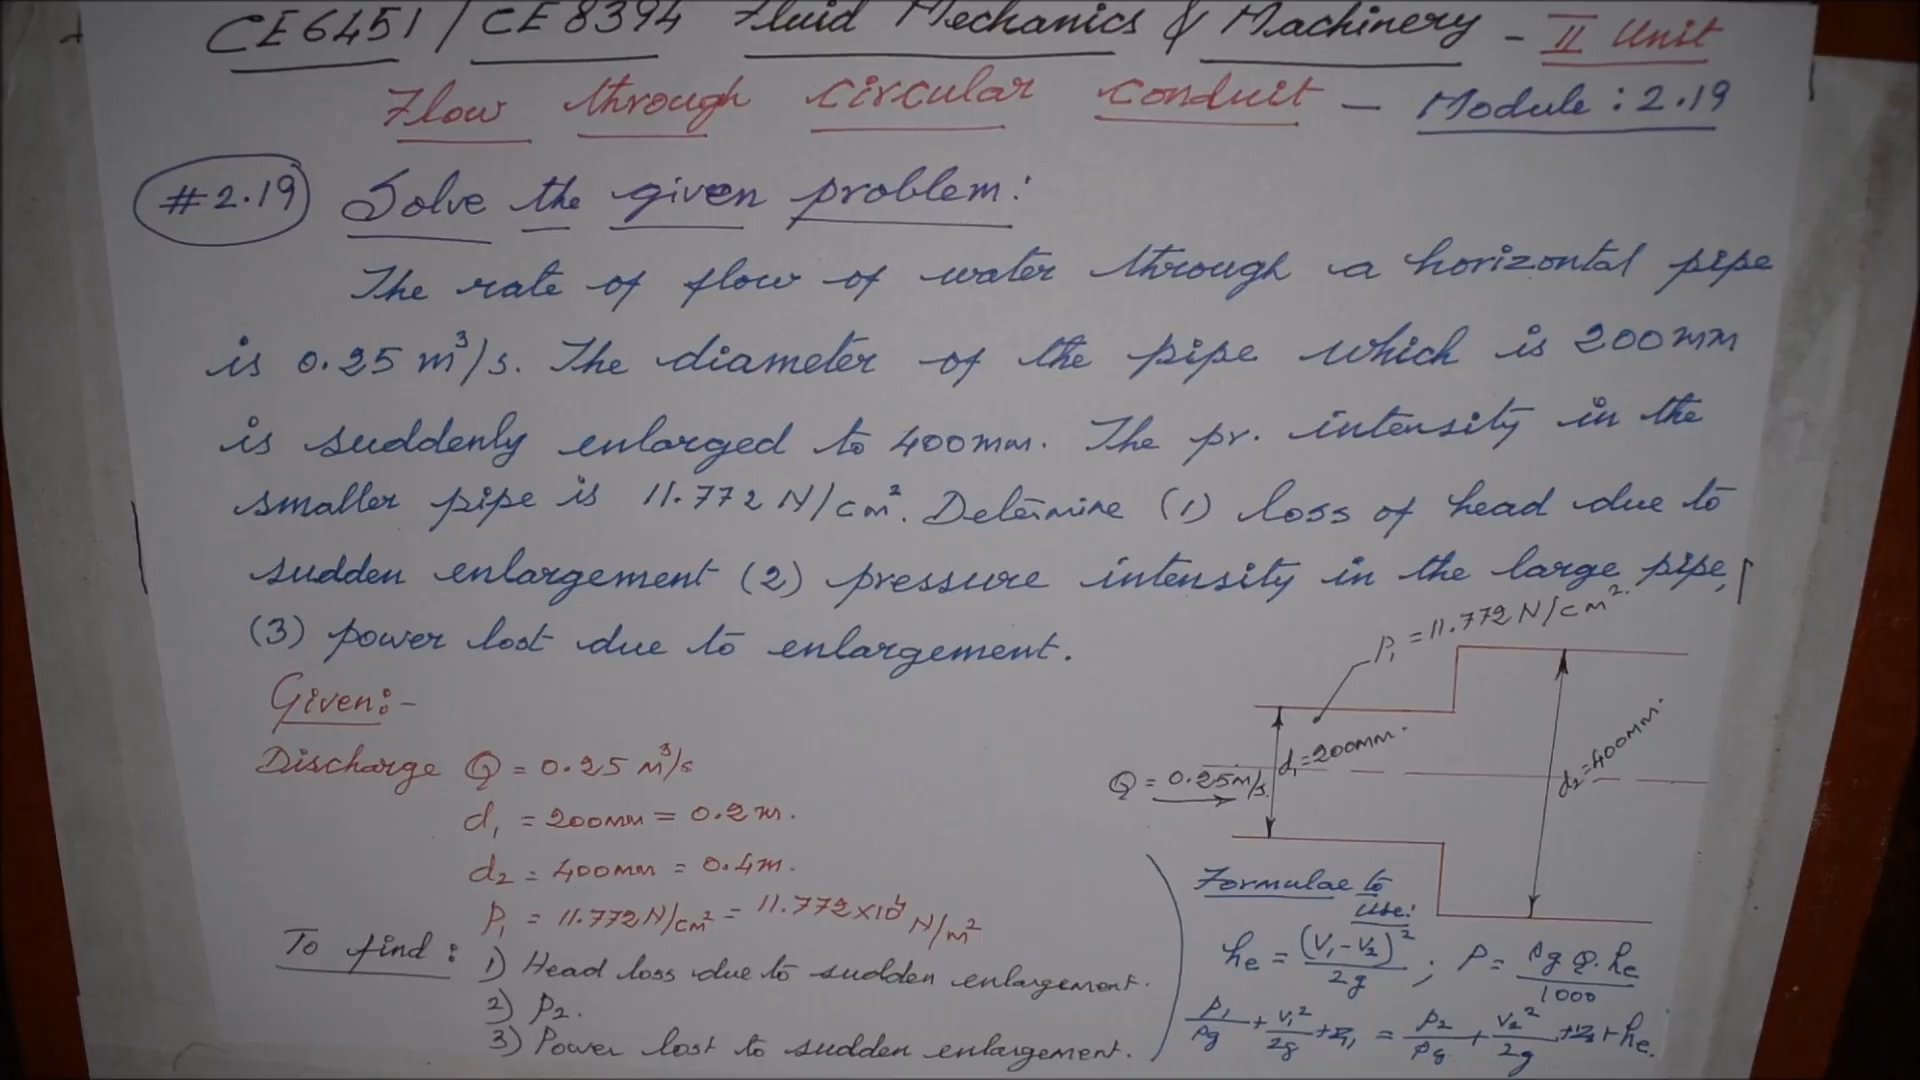 CE6451 / CE8394 Fluid Mechanics & Machinery - II Unit
Flow through circular conduit - Module : 2.19
#2.19 Solve the given problem:
The rate of flow of water through a horizontal pipe
is 0.25 m³/s. The diameter of the pipe which is 200mm
is suddenly enlarged to 400mm. The pr. intensity in the
smaller pipe is 11.772 N/cm². Determine (1) loss of head due to
sudden enlargement (2) pressure intensity in the large pipe,
(3) power lost due to enlargement.
P₁ = 11.772 N/cm².
Given:-
Discharge Q = 0.25 m³/s
d₁ = 200mm = 0.2m.
d₂ = 400mm = 0.4m.
P₁ = 11.772N/cm² = 11.772×10⁴ N/m²
To find :
1) Head loss due to sudden enlargement.
2) P₂.
3) Power lost to sudden enlargement.
Q = 0.25m/s.
d₁=200mm.
d₂=400mm.
Formulae to
use:
he = (V₁-V₂)²/2g ; P = ρg Q. he/1000
P₁/ρg + V₁²/2g + Z₁ = P₂/ρg + V₂²/2g + Z₂ + he.